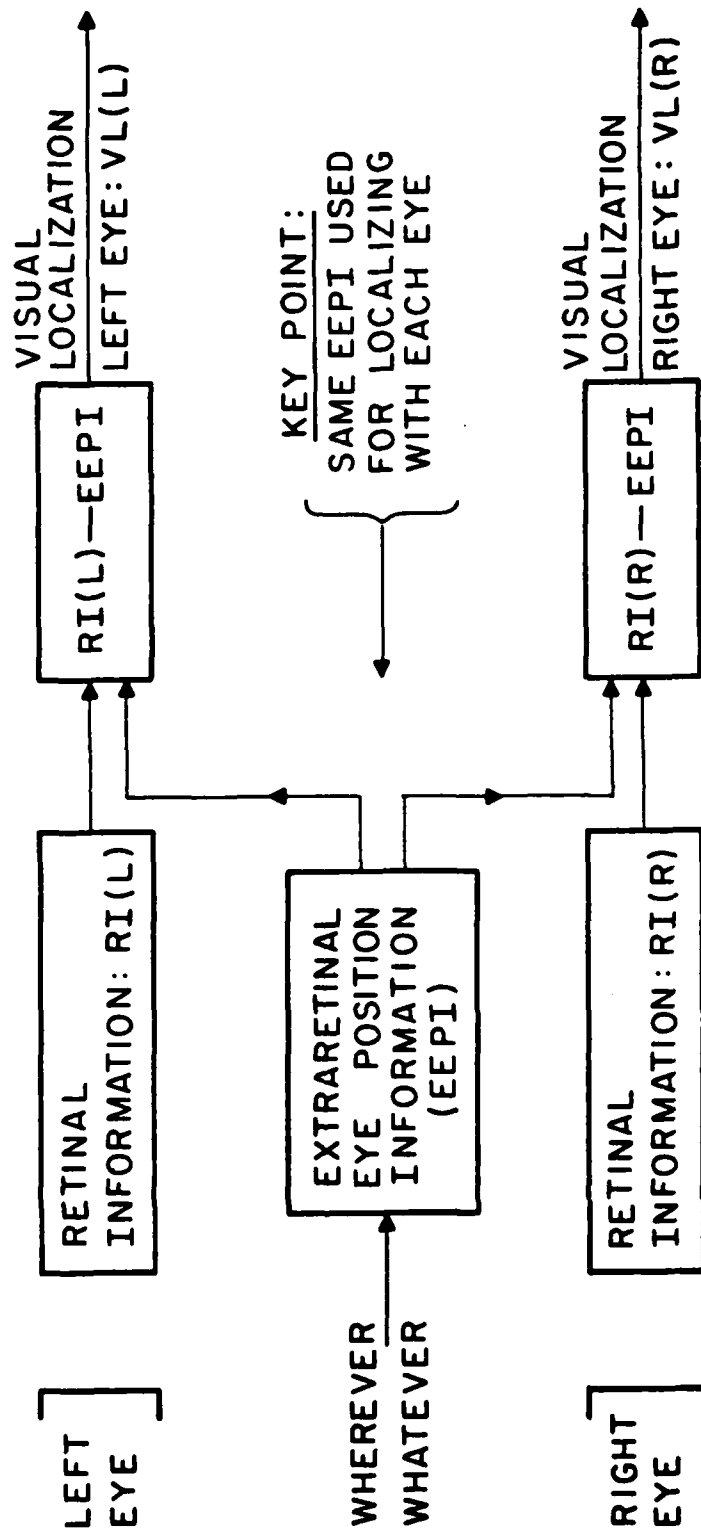 LEFT
EYE
RETINAL
INFORMATION: RI(L)
RI(L)—EEPI
VISUAL
LOCALIZATION
LEFT EYE: VL(L)
WHEREVER
WHATEVER
EXTRARETINAL
EYE POSITION
INFORMATION
(EEPI)
KEY POINT:
SAME EEPI USED
FOR LOCALIZING
WITH EACH EYE
RIGHT
EYE
RETINAL
INFORMATION: RI(R)
RI(R)—EEPI
VISUAL
LOCALIZATION
RIGHT EYE: VL(R)